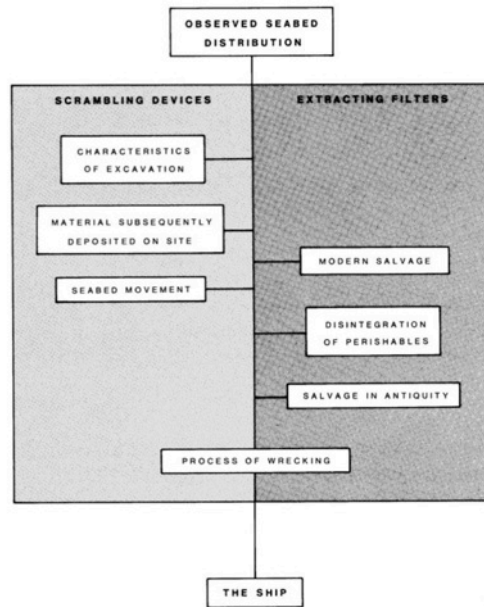 OBSERVED SEABED
DISTRIBUTION
SCRAMBLING DEVICES
EXTRACTING FILTERS
CHARACTERISTICS
OF EXCAVATION
MATERIAL SUBSEQUENTLY
DEPOSITED ON SITE
MODERN SALVAGE
SEABED MOVEMENT
DISINTEGRATION
OF PERISHABLES
SALVAGE IN ANTIQUITY
PROCESS OF WRECKING
THE SHIP